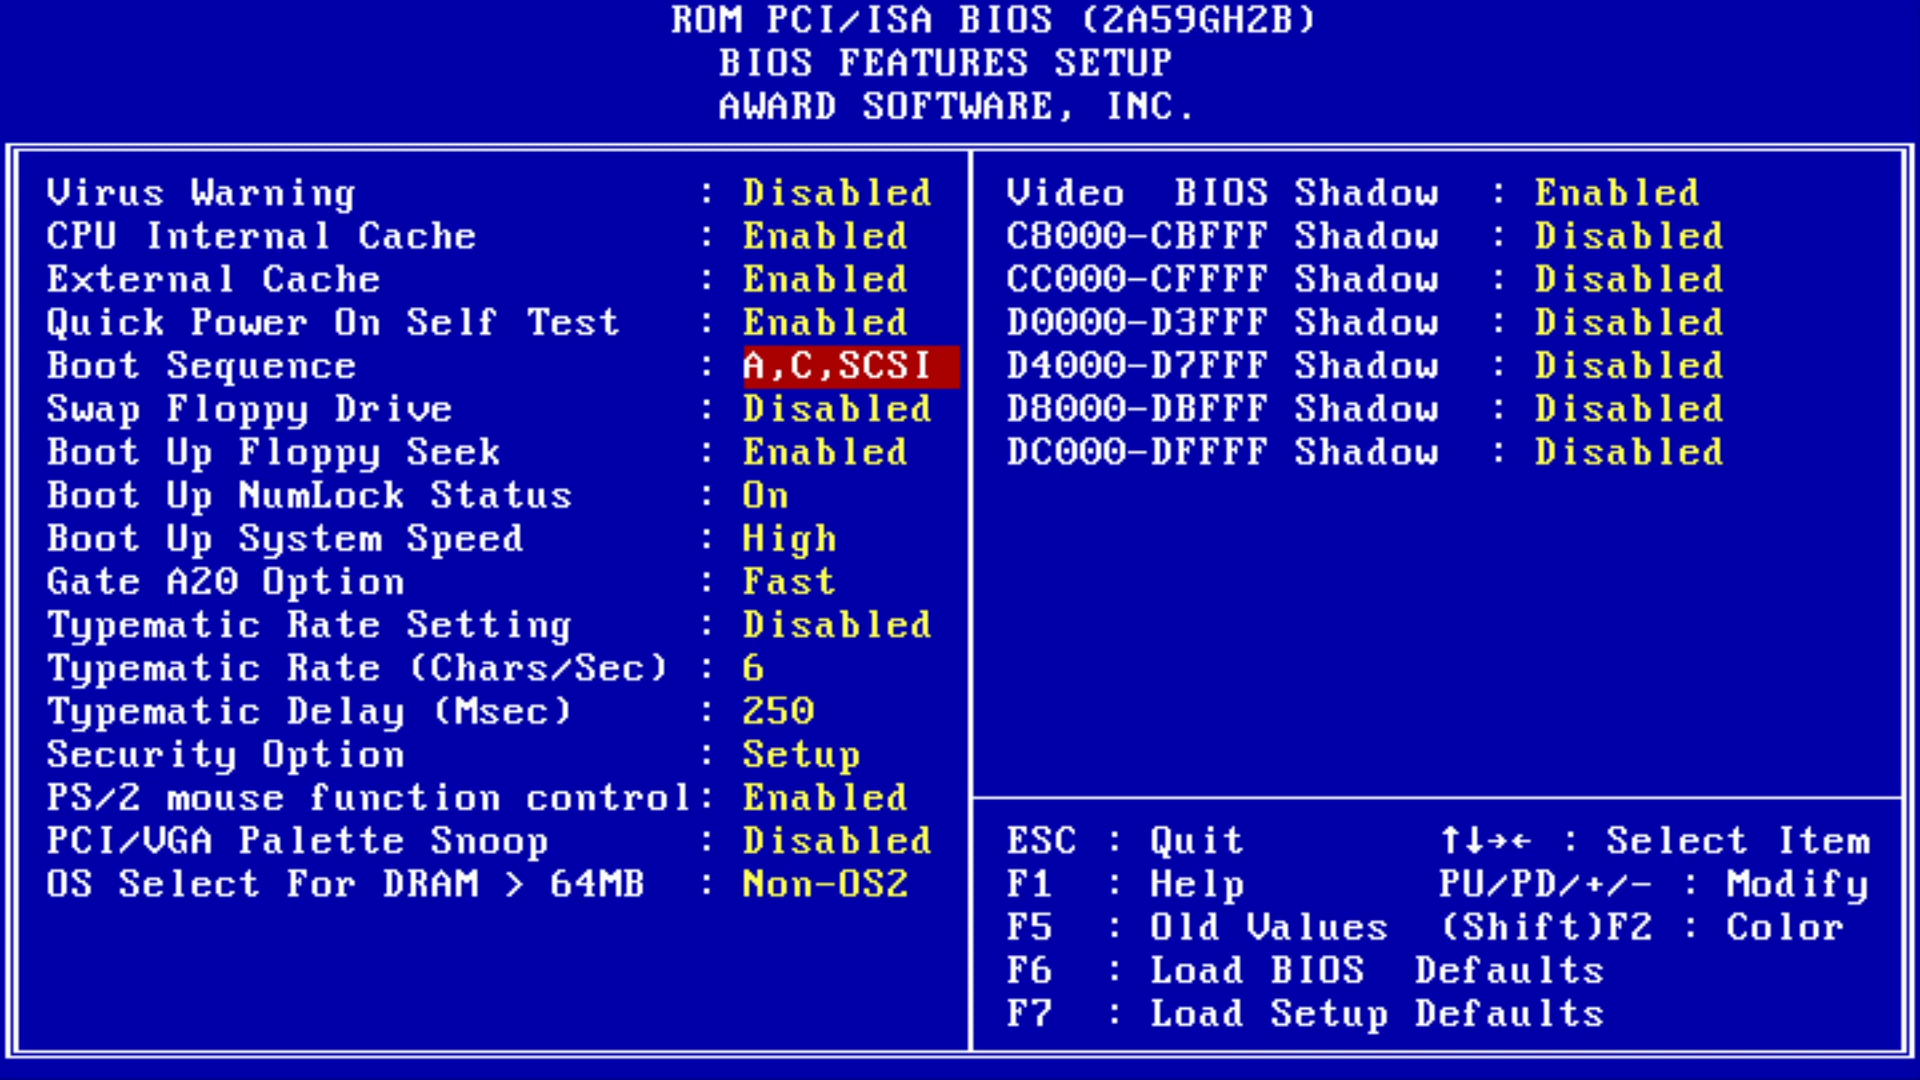 ROM PCI/ISA BIOS (2A59GH2B)
BIOS FEATURES SETUP
AWARD SOFTWARE, INC.
Virus Warning : Disabled
CPU Internal Cache : Enabled
External Cache : Enabled
Quick Power On Self Test : Enabled
Boot Sequence : A,C,SCSI
Swap Floppy Drive : Disabled
Boot Up Floppy Seek : Enabled
Boot Up NumLock Status : On
Boot Up System Speed : High
Gate A20 Option : Fast
Typematic Rate Setting : Disabled
Typematic Rate (Chars/Sec) : 6
Typematic Delay (Msec) : 250
Security Option : Setup
PS/2 mouse function control: Enabled
PCI/VGA Palette Snoop : Disabled
OS Select For DRAM > 64MB : Non-OS2
Video BIOS Shadow : Enabled
C8000-CBFFF Shadow : Disabled
CC000-CFFFF Shadow : Disabled
D0000-D3FFF Shadow : Disabled
D4000-D7FFF Shadow : Disabled
D8000-DBFFF Shadow : Disabled
DC000-DFFFF Shadow : Disabled
ESC : Quit ↑↓→← : Select Item
F1 : Help PU/PD/+/- : Modify
F5 : Old Values (Shift)F2 : Color
F6 : Load BIOS Defaults
F7 : Load Setup Defaults